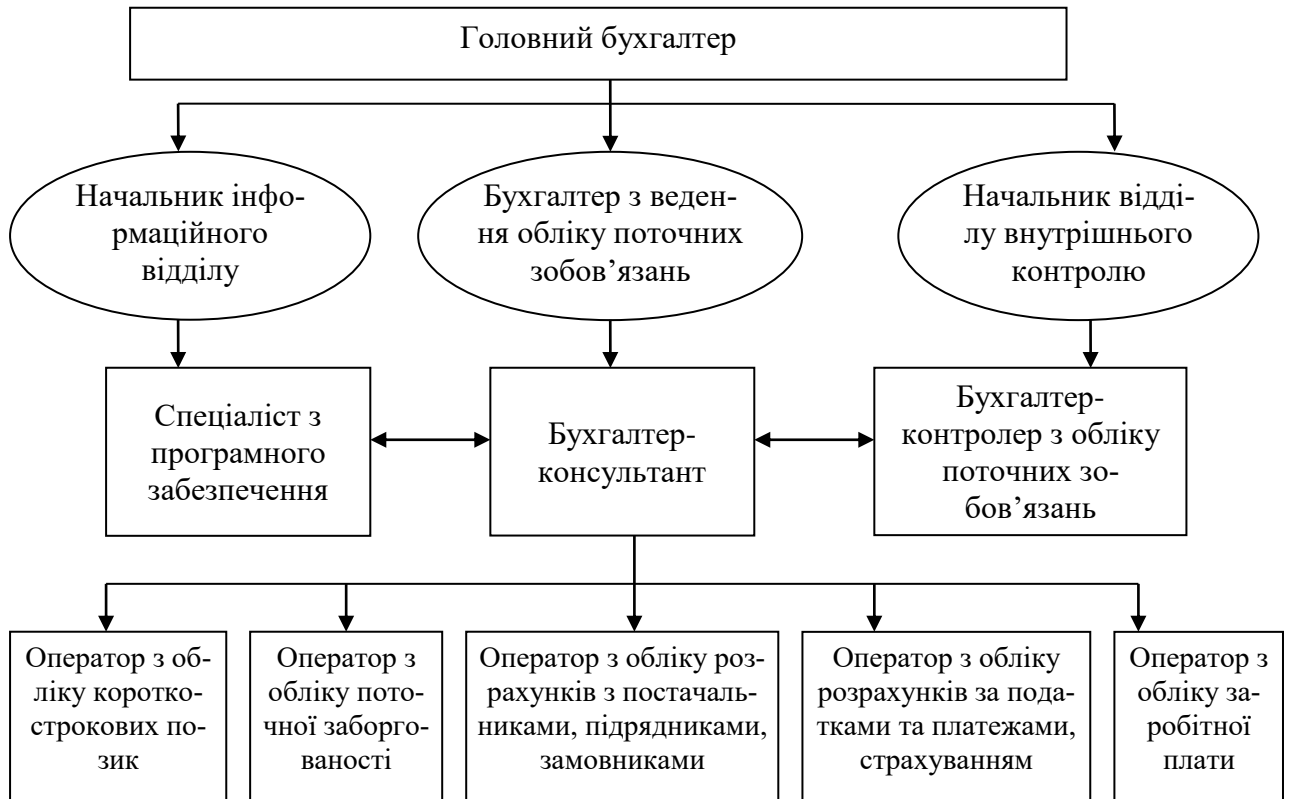 Головний бухгалтер
Начальник інфо-
рмаційного
відділу
Бухгалтер з веден-
ня обліку поточних
зобов’язань
Начальник відді-
лу внутрішнього
контролю
Спеціаліст з
програмного
забезпечення
Бухгалтер-
консультант
Бухгалтер-
контролер з обліку
поточних зо-
бов’язань
Оператор з об-
ліку коротко-
строкових по-
зик
Оператор з
обліку пото-
чної заборго-
ваності
Оператор з обліку роз-
рахунків з постачаль-
никами, підрядниками,
замовниками
Оператор з обліку
розрахунків за пода-
тками та платежами,
страхуванням
Оператор з
обліку за-
робітної
плати